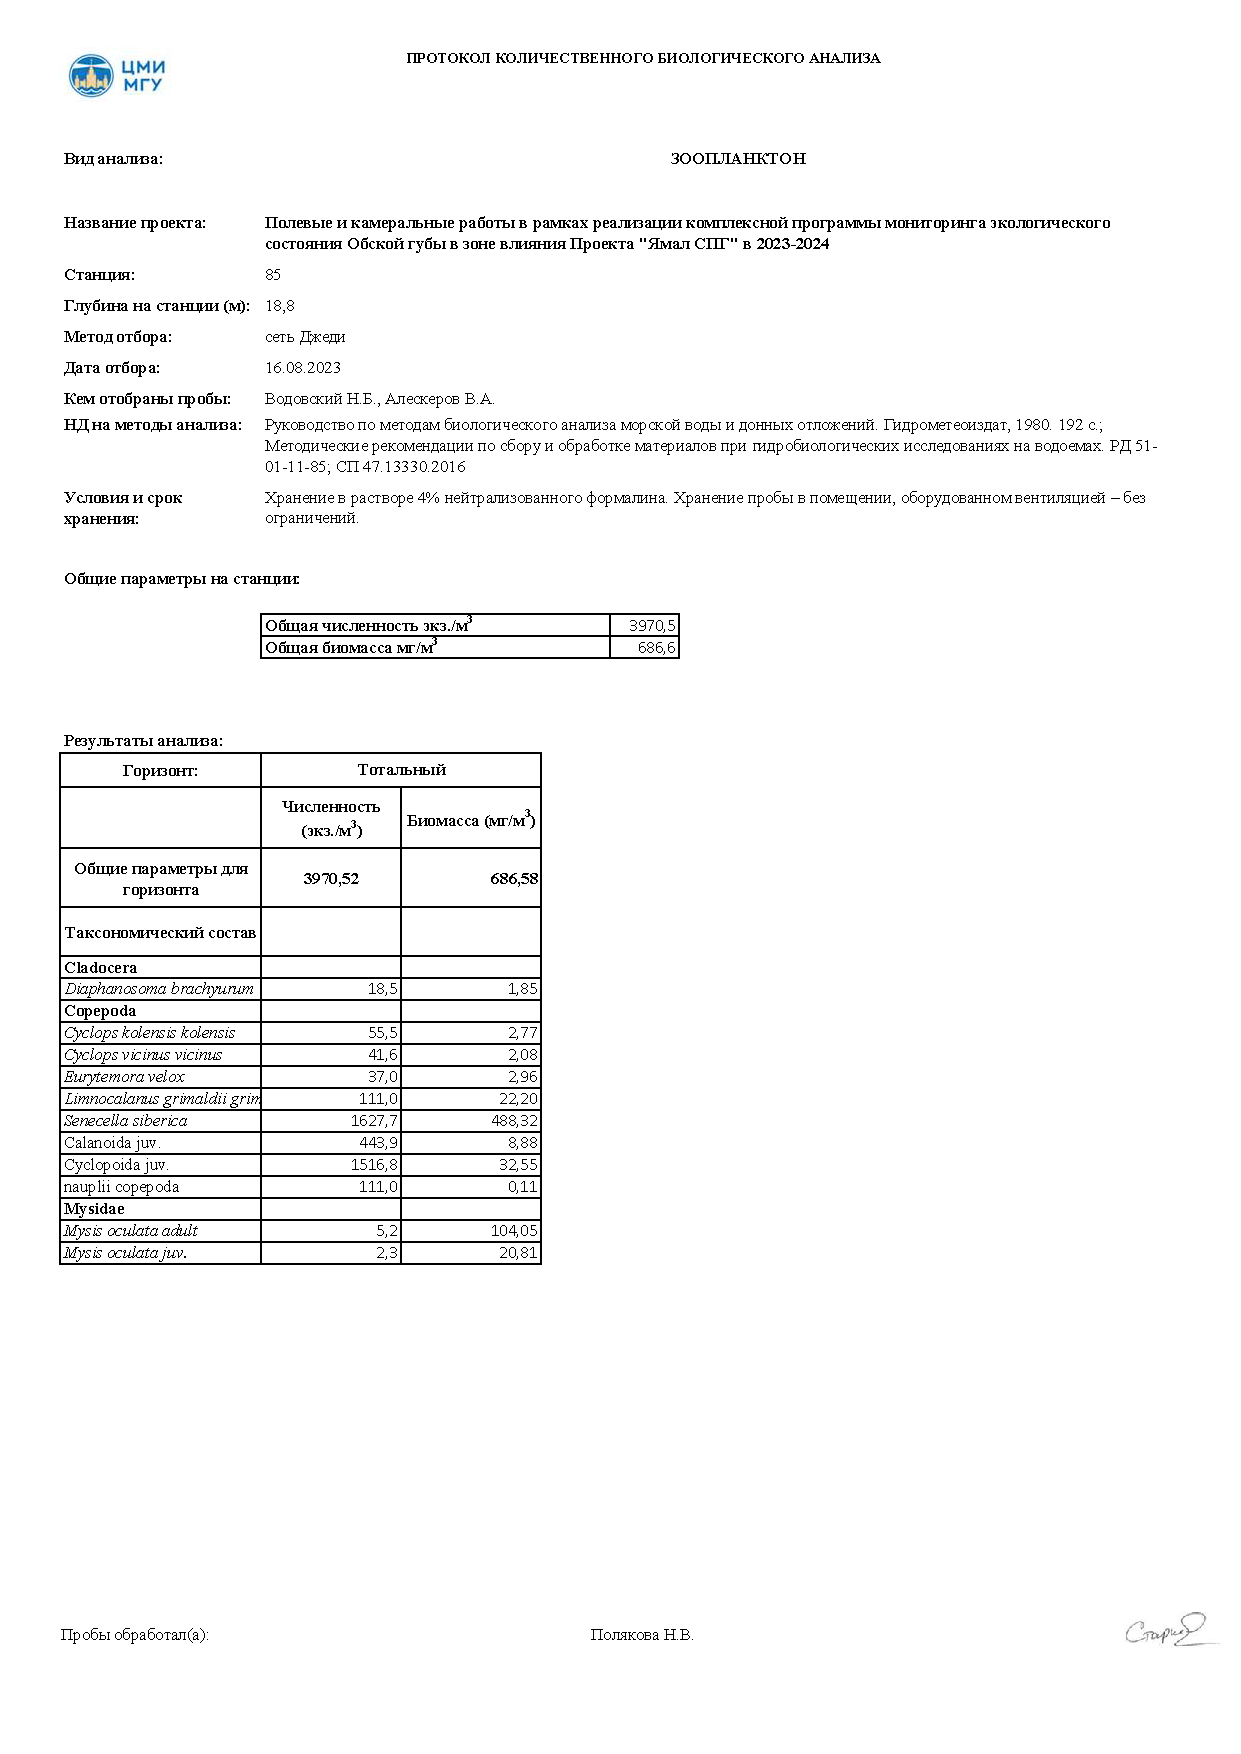 ЦМИ
МГУ
ПРОТОКОЛ КОЛИЧЕСТВЕННОГО БИОЛОГИЧЕСКОГО АНАЛИЗА
Вид анализа: ЗООПЛАНКТОН
Название проекта: Полевые и камеральные работы в рамках реализации комплексной программы мониторинга экологического
состояния Обской губы в зоне влияния Проекта "Ямал СПГ" в 2023-2024
Станция: 85
Глубина на станции (м): 18,8
Метод отбора: сеть Джеди
Дата отбора: 16.08.2023
Кем отобраны пробы: Водовский Н.Б., Алескеров В.А.
НД на методы анализа: Руководство по методам биологического анализа морской воды и донных отложений. Гидрометеоиздат, 1980. 192 с.;
Методические рекомендации по сбору и обработке материалов при гидробиологических исследованиях на водоемах. РД 51-
01-11-85; СП 47.13330.2016
Условия и срок Хранение в растворе 4% нейтрализованного формалина. Хранение пробы в помещении, оборудованном вентиляцией – без
хранения: ограничений.
Общие параметры на станции:
Общая численность экз./м³ 3970,5
Общая биомасса мг/м³ 686,6
Результаты анализа:
Горизонт: Тотальный
Численность
(экз./м³) Биомасса (мг/м³)
Общие параметры для
горизонта 3970,52 686,58
Таксономический состав
Cladocera
Diaphanosoma brachyurum 18,5 1,85
Copepoda
Cyclops kolensis kolensis 55,5 2,77
Cyclops vicinus vicinus 41,6 2,08
Eurytemora velox 37,0 2,96
Limnocalanus grimaldii grim 111,0 22,20
Senecella siberica 1627,7 488,32
Calanoida juv. 443,9 8,88
Cyclopoida juv. 1516,8 32,55
nauplii copepoda 111,0 0,11
Mysidae
Mysis oculata adult 5,2 104,05
Mysis oculata juv. 2,3 20,81
Пробы обработал(а): Полякова Н.В.